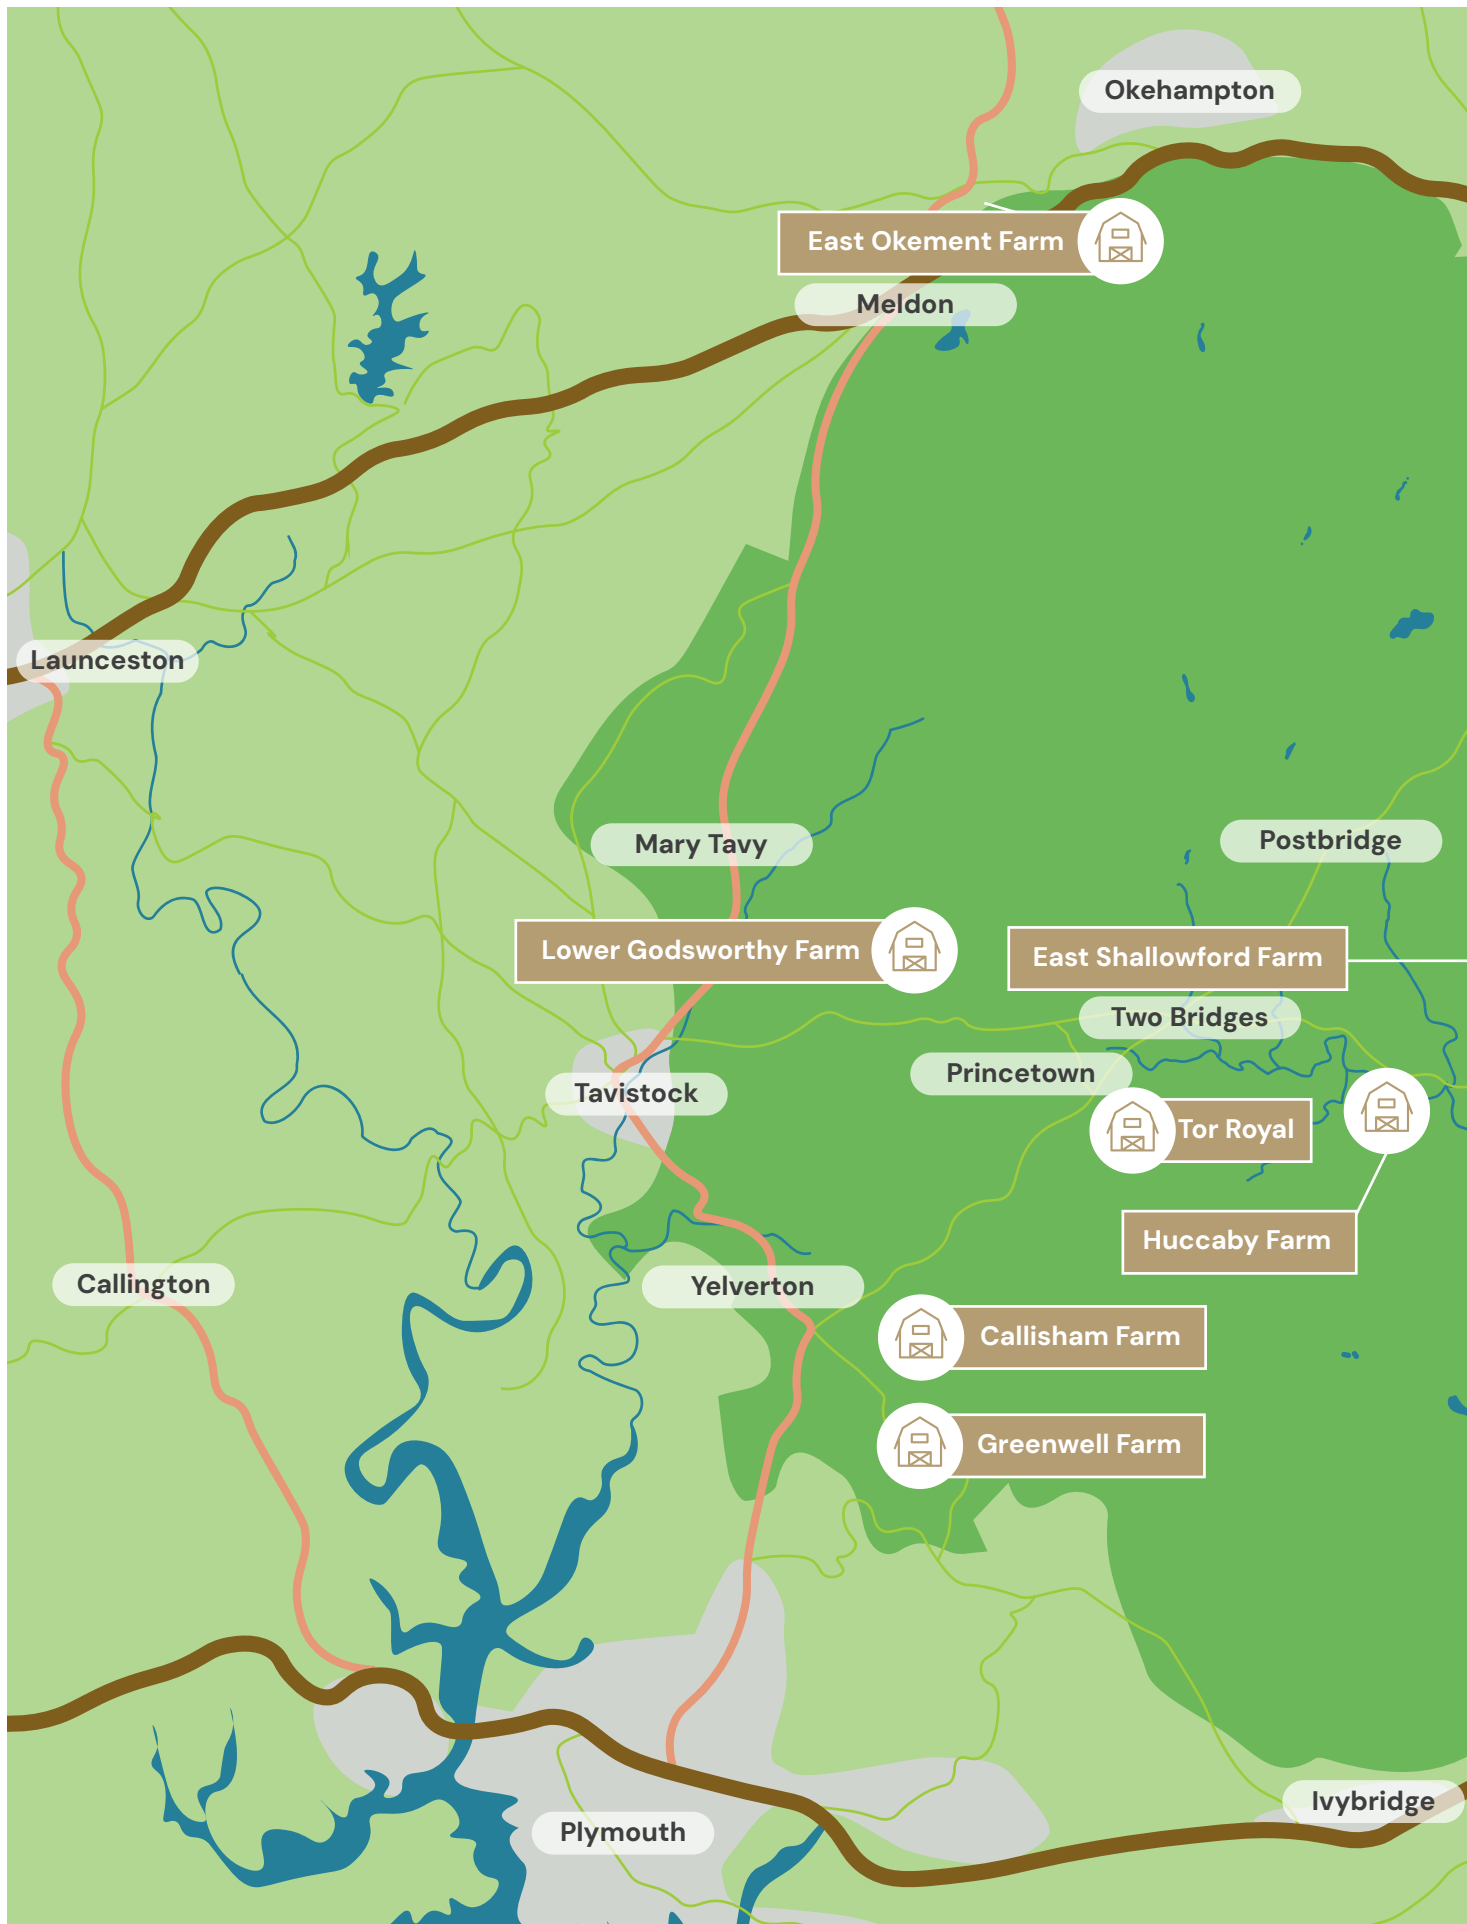 Okehampton
East Okement Farm
Meldon
Launceston
Mary Tavy
Postbridge
Lower Godsworthy Farm
East Shallowford Farm
Two Bridges
Princetown
Tavistock
Tor Royal
Huccaby Farm
Callington
Yelverton
Callisham Farm
Greenwell Farm
Ivybridge
Plymouth